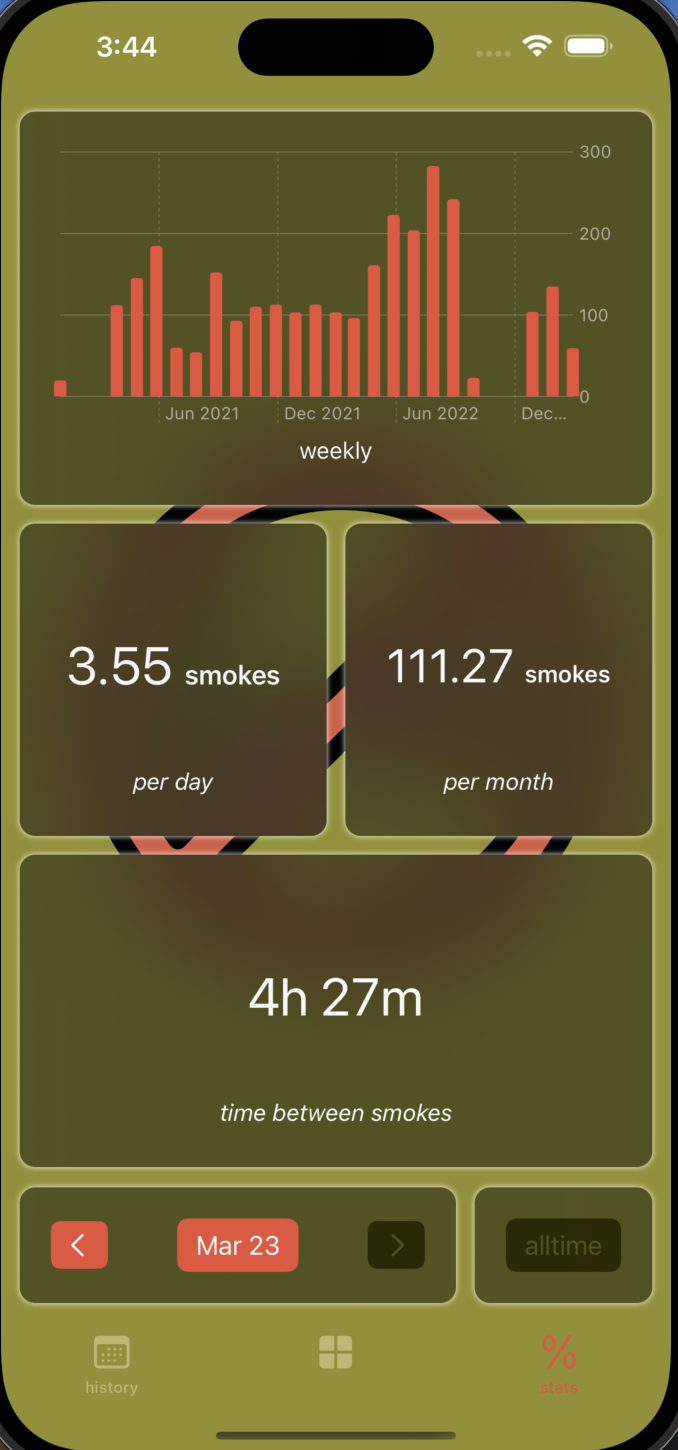 3:44
300
200
100
0
Jun 2021 Dec 2021 Jun 2022 Dec...
weekly
3.55 smokes
per day
111.27 smokes
per month
4h 27m
time between smokes
Mar 23
alltime
history
%
stats